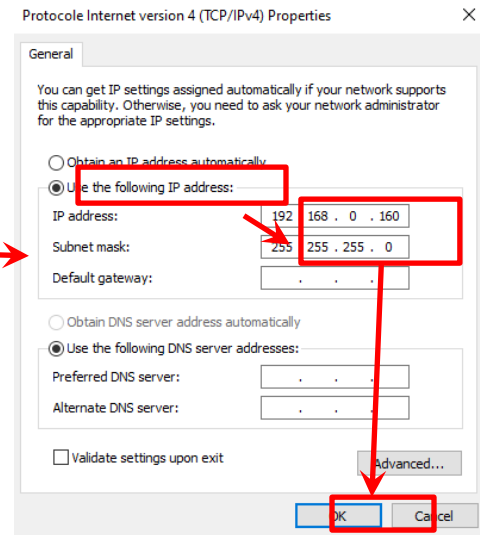 Protocole Internet version 4 (TCP/IPv4) Properties
General
You can get IP settings assigned automatically if your network supports
this capability. Otherwise, you need to ask your network administrator
for the appropriate IP settings.
Obtain an IP address automatically
Use the following IP address:
IP address: 192 168 . 0 . 160
Subnet mask: 255 255 . 255 . 0
Default gateway: . . .
Obtain DNS server address automatically
Use the following DNS server addresses:
Preferred DNS server: . . .
Alternate DNS server: . . .
Validate settings upon exit
Advanced...
OK Cancel